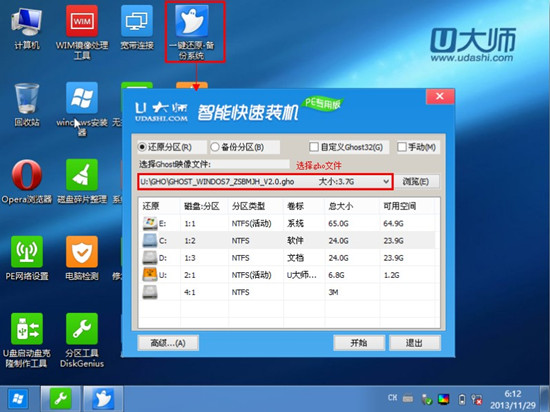 计算机
WIM镜像处理工具
宽带连接
一键还原-备份系统
U大师
www.udashi.com
回收站
windows安装器
无
Opera浏览器
磁盘碎片整理
系
PE网络设置
电脑检测
修
U盘启动盘克隆制作工具
分区工具DiskGenius
WIM
U大师
UDASHI.COM
智能快速装机
PE专用版
还原分区(R)
备份分区(B)
自定义Ghost32(G)
手动(M)
选择Ghost映像文件:
选择gho文件
U:\GHO\GHOST_WINDOS7_ZSBMJH_V2.0.gho 大小:3.7G
浏览(E)
还原 磁盘:分区 分区类型 卷标 总大小 可用空间
E: 1:1 NTFS(活动) 系统 65.0G 64.9G
C: 1:2 NTFS 软件 24.0G 23.9G
D: 1:3 NTFS 文档 24.0G 23.9G
U: 2:1 NTFS(活动) U大师... 6.8G 1.2G
4:1 NTFS 3M
高级...(A)
开始
退出
CH
6:12
2013/11/29